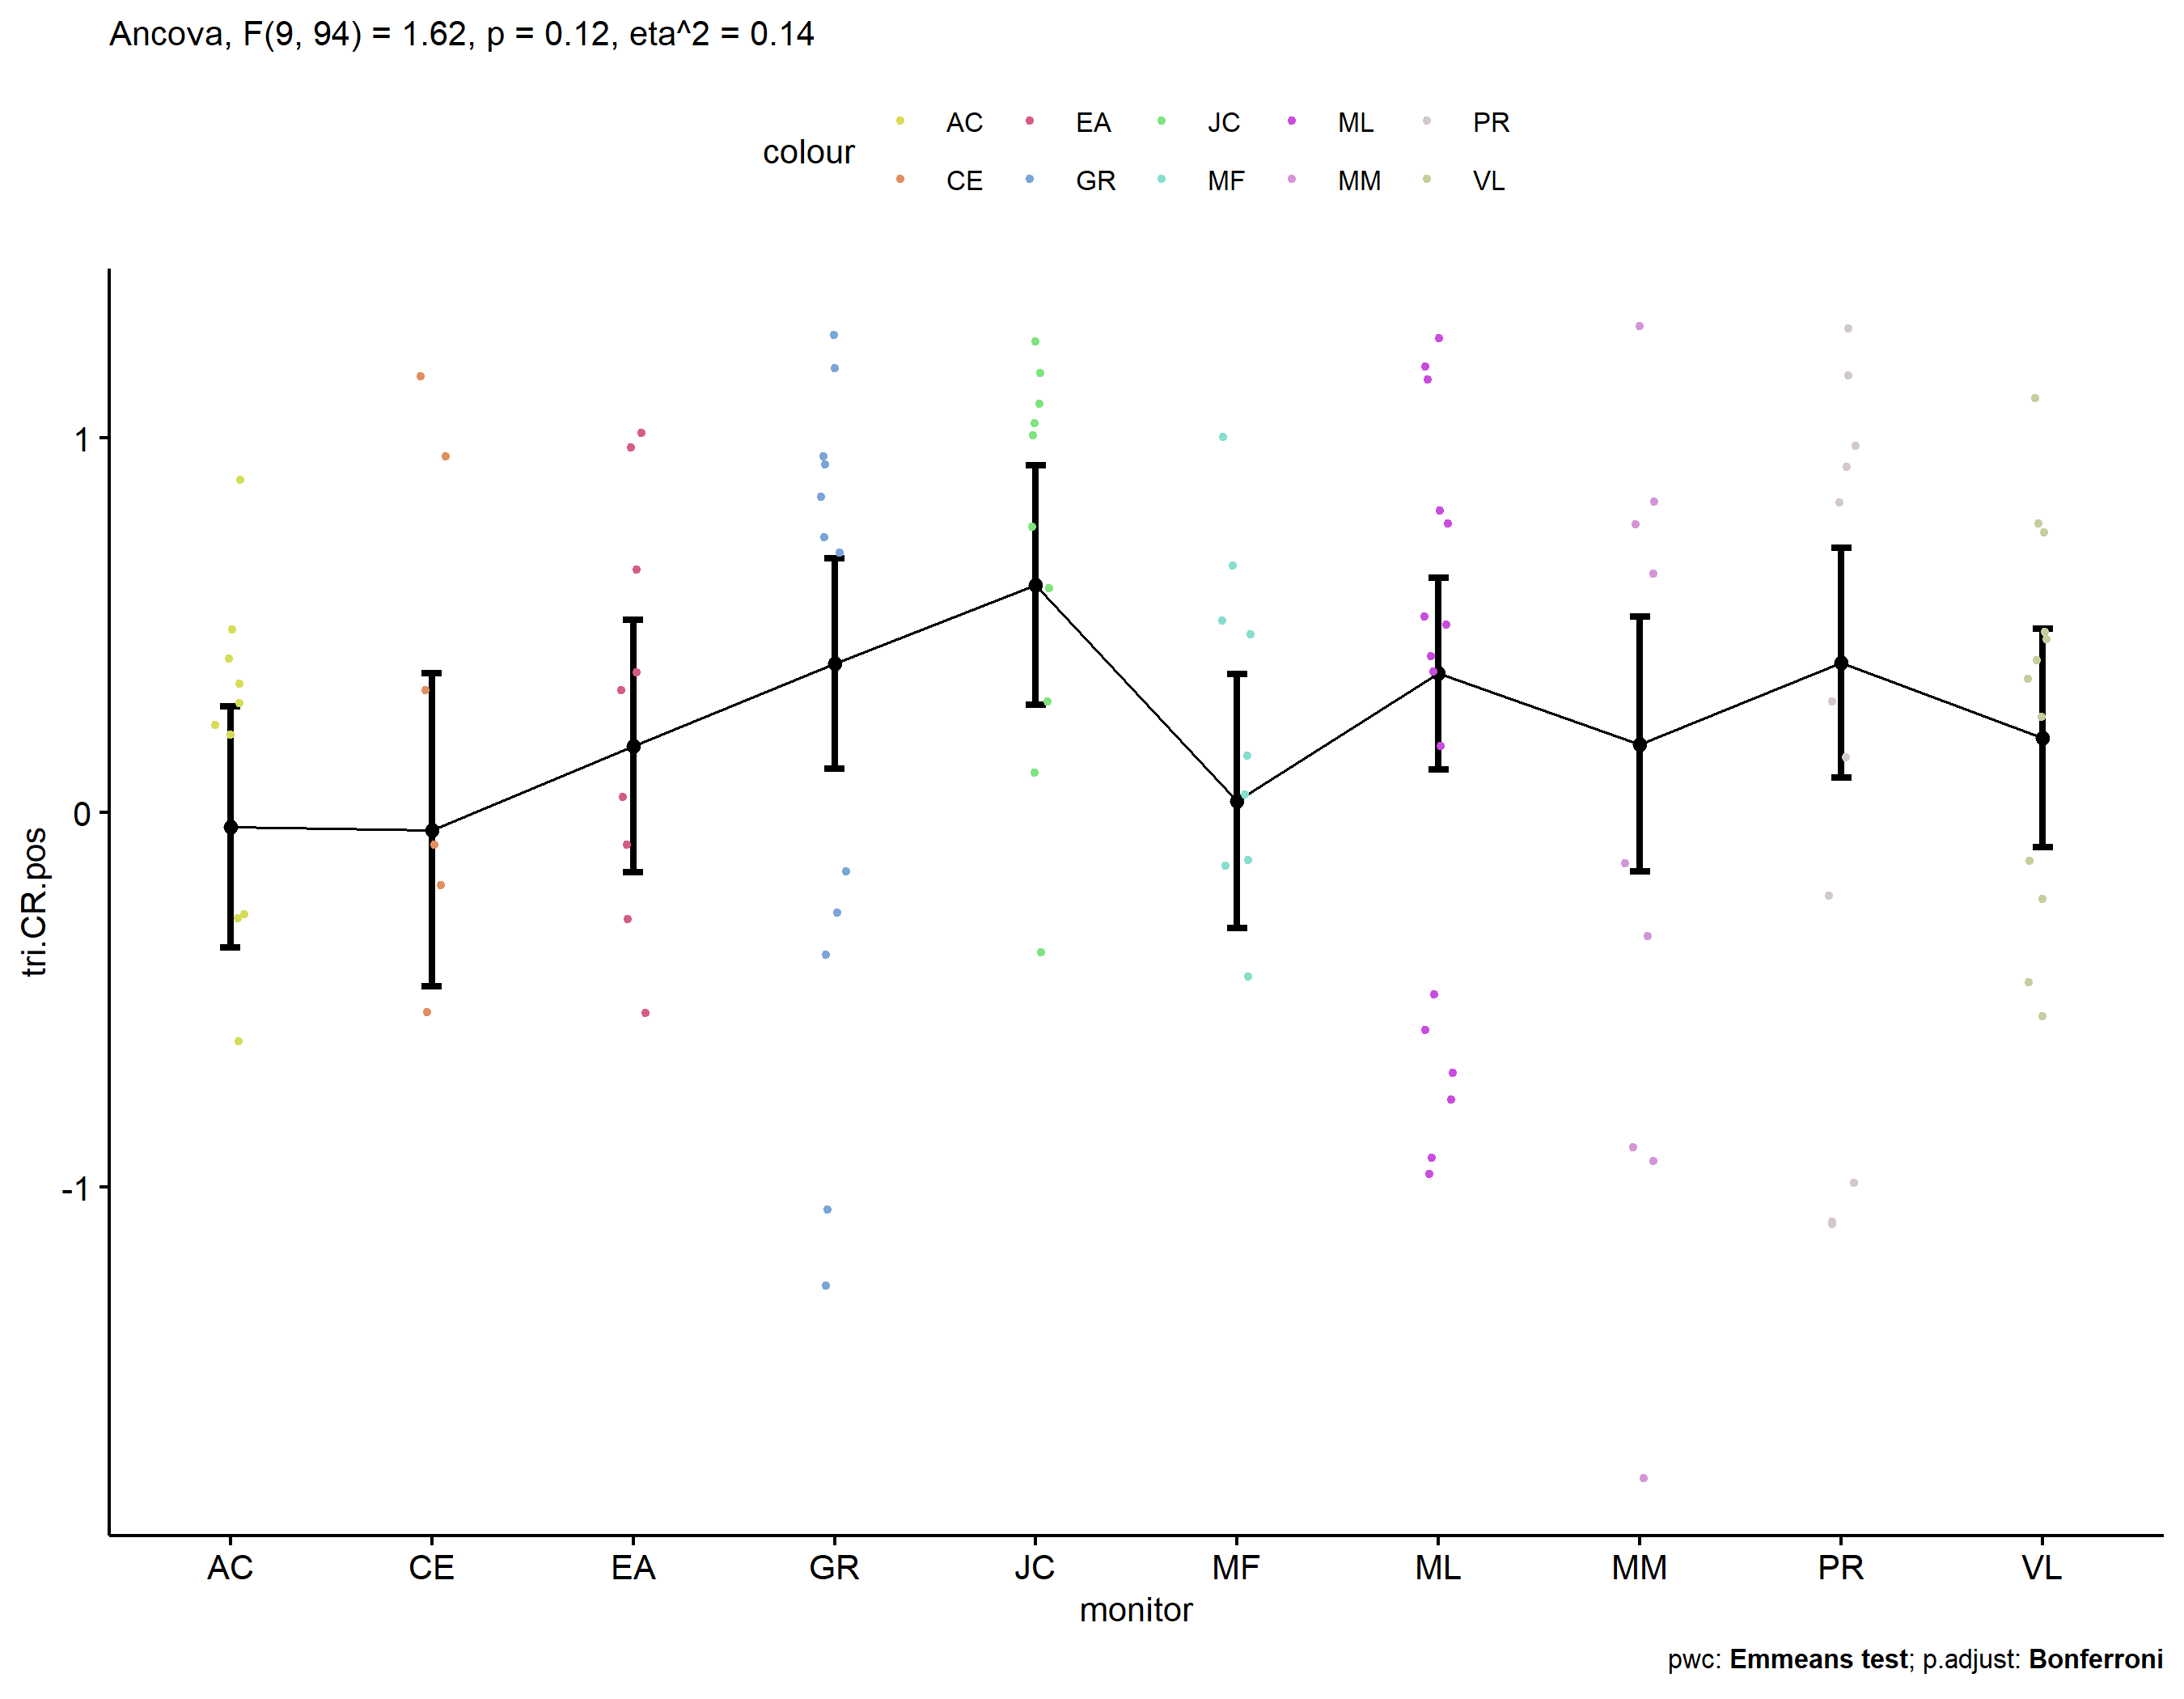 Ancova, F(9, 94) = 1.62, p = 0.12, eta^2 = 0.14
colour
AC EA JC ML PR
CE GR MF MM VL
1
0
-1
tri.CR.pos
AC CE EA GR JC MF ML MM PR VL
monitor
pwc: Emmeans test; p.adjust: Bonferroni